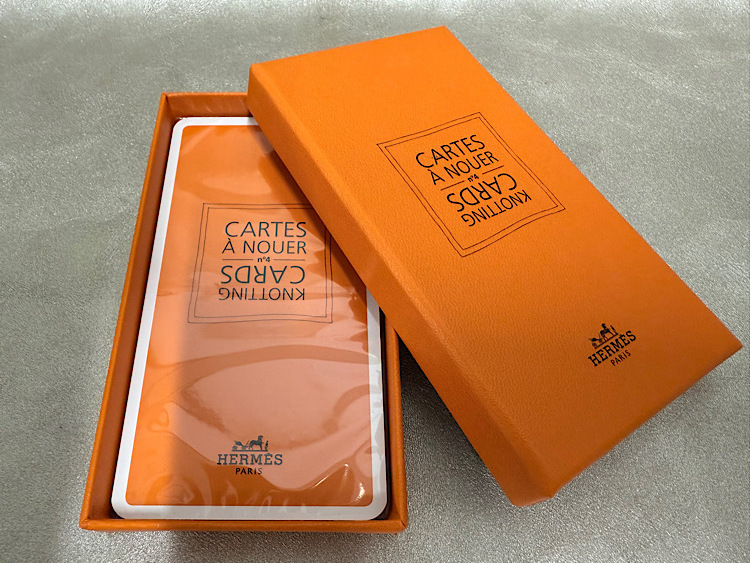 CARTES
À NOUER
n°4
KNOTTING
CARDS
HERMÈS
PARIS
CARTES
À NOUER
n°4
KNOTTING
CARDS
HERMÈS
PARIS